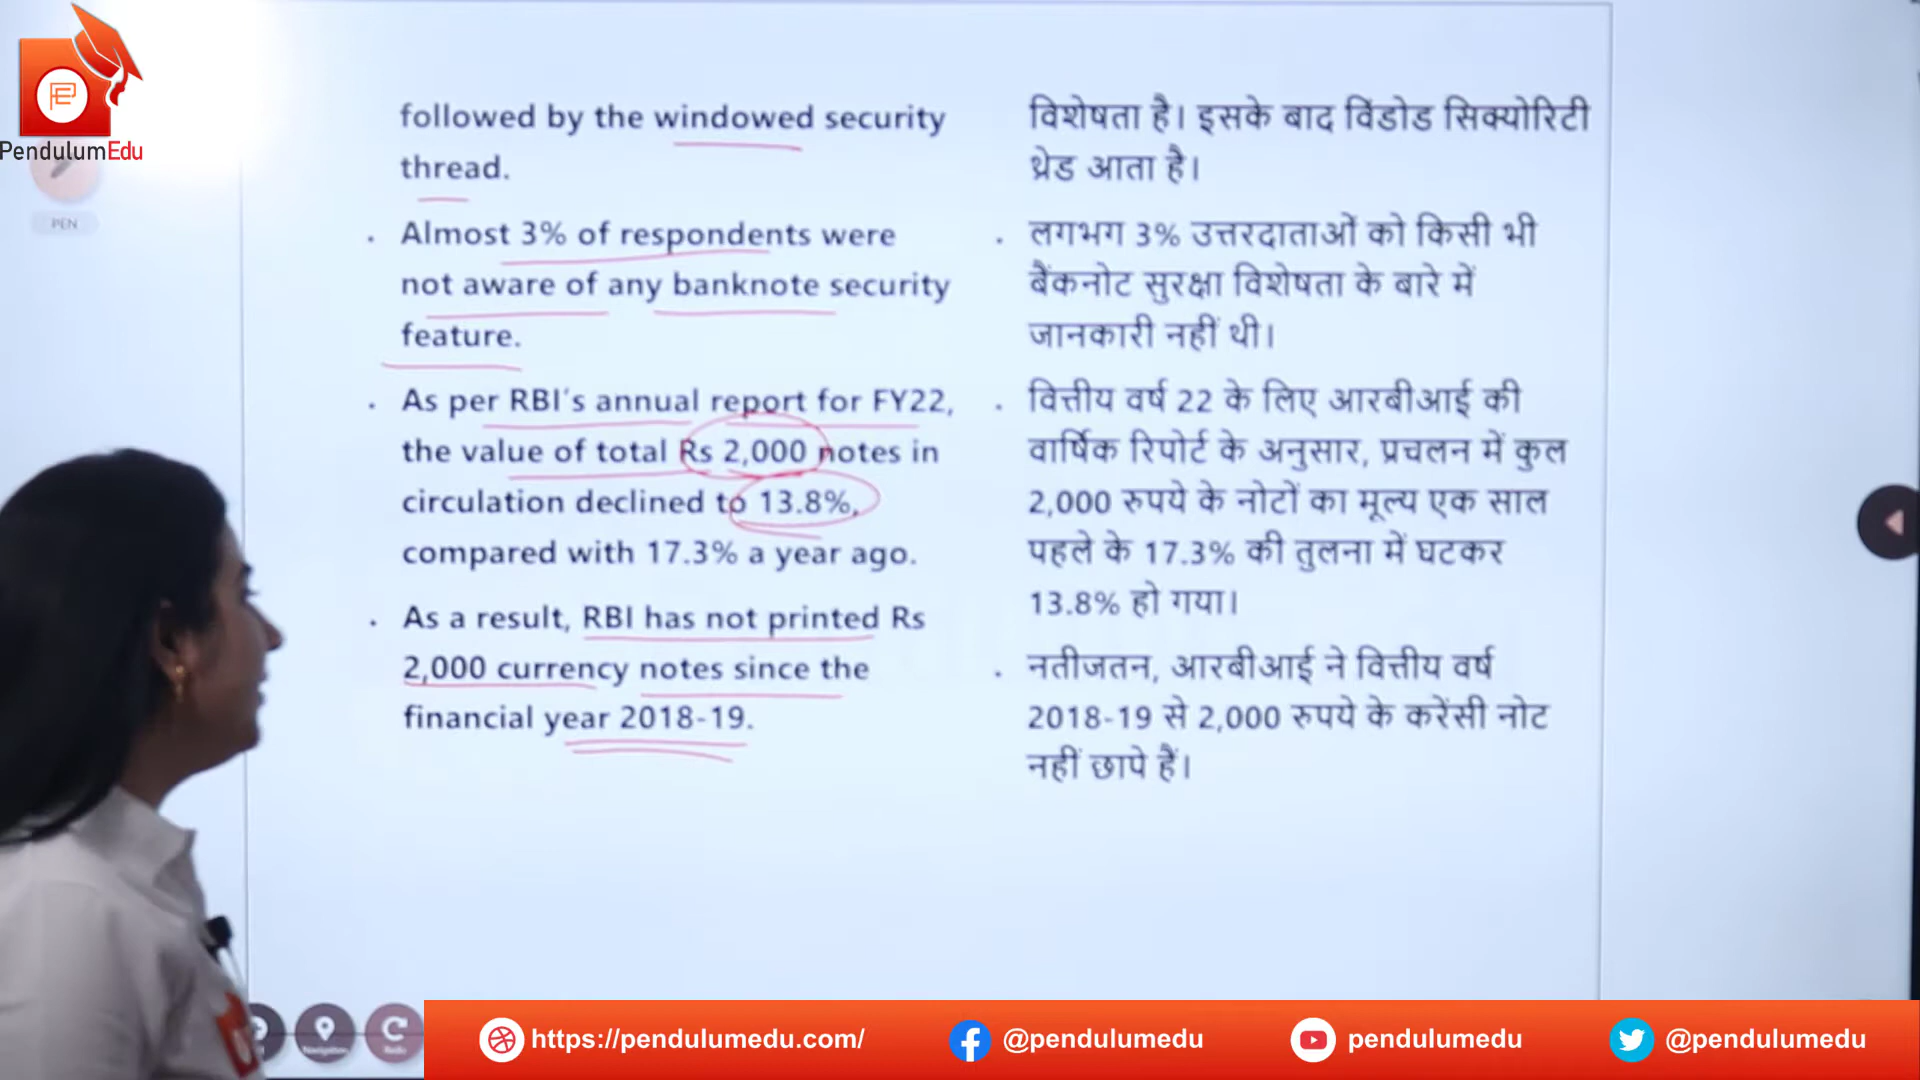 PendulumEdu
PEN
followed by the windowed security
thread.
. Almost 3% of respondents were
not aware of any banknote security
feature.
. As per RBI's annual report for FY22,
the value of total Rs 2,000 notes in
circulation declined to 13.8%,
compared with 17.3% a year ago.
. As a result, RBI has not printed Rs
2,000 currency notes since the
financial year 2018-19.
विशेषता है। इसके बाद विंडोड सिक्योरिटी
थ्रेड आता है।
. लगभग 3% उत्तरदाताओं को किसी भी
बैंकनोट सुरक्षा विशेषता के बारे में
जानकारी नहीं थी।
. वित्तीय वर्ष 22 के लिए आरबीआई की
वार्षिक रिपोर्ट के अनुसार, प्रचलन में कुल
2,000 रुपये के नोटों का मूल्य एक साल
पहले के 17.3% की तुलना में घटकर
13.8% हो गया।
. नतीजतन, आरबीआई ने वित्तीय वर्ष
2018-19 से 2,000 रुपये के करेंसी नोट
नहीं छापे हैं।
Navigation
Redo
https://pendulumedu.com/ @pendulumedu pendulumedu @pendulumedu